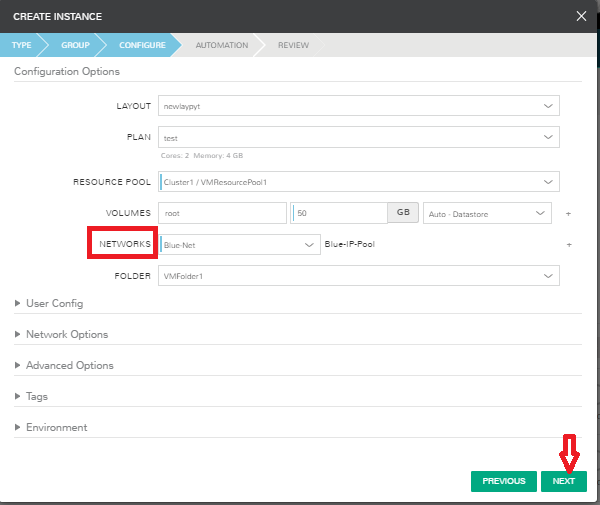 CREATE INSTANCE
TYPE GROUP CONFIGURE AUTOMATION REVIEW
Configuration Options
LAYOUT newlaypyt
PLAN test
Cores: 2 Memory: 4 GB
RESOURCE POOL Cluster1 / VMResourcePool1
VOLUMES root 50 GB Auto - Datastore +
NETWORKS Blue-Net Blue-IP-Pool +
FOLDER VMFolder1
User Config
Network Options
Advanced Options
Tags
Environment
PREVIOUS NEXT